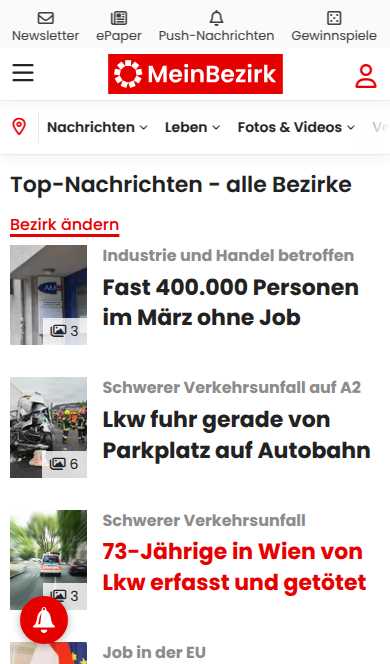 Newsletter ePaper Push-Nachrichten Gewinnspiele
MeinBezirk
Nachrichten Leben Fotos & Videos
Top-Nachrichten - alle Bezirke
Bezirk ändern
Industrie und Handel betroffen
Fast 400.000 Personen
im März ohne Job
3
Schwerer Verkehrsunfall auf A2
Lkw fuhr gerade von
Parkplatz auf Autobahn
6
Schwerer Verkehrsunfall
73-Jährige in Wien von
Lkw erfasst und getötet
3
Job in der EU